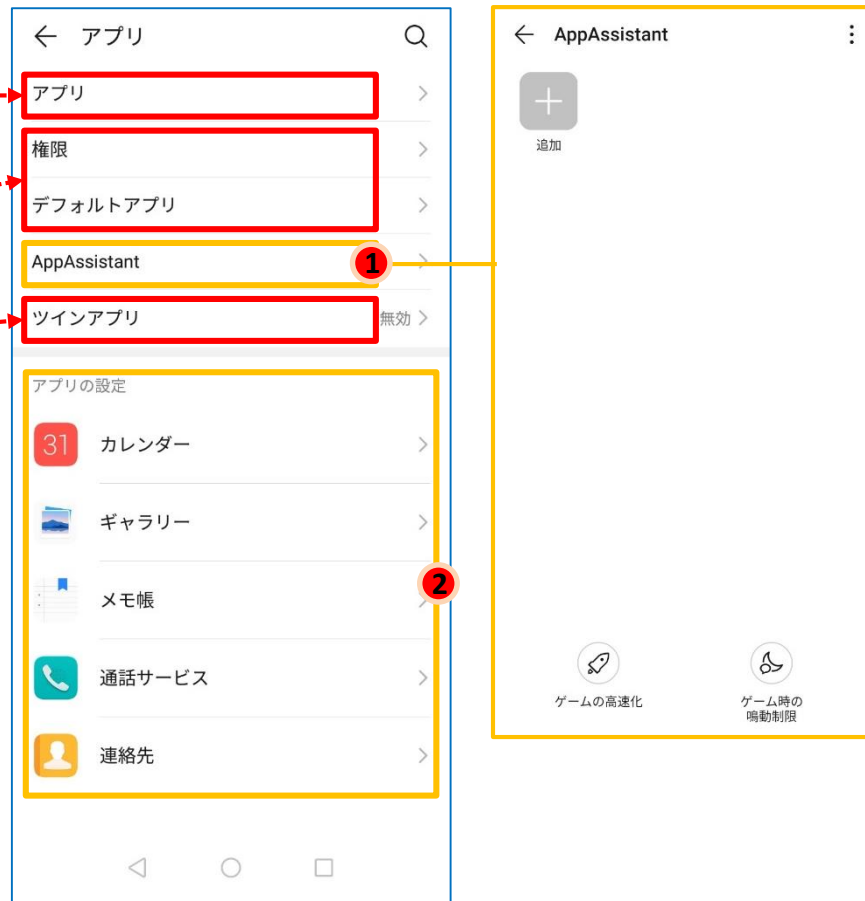 アプリ
アプリ
権限
デフォルトアプリ
AppAssistant
1
ツインアプリ
無効
アプリの設定
31
カレンダー
ギャラリー
メモ帳
2
通話サービス
連絡先
AppAssistant
追加
ゲームの高速化
ゲーム時の
鳴動制限